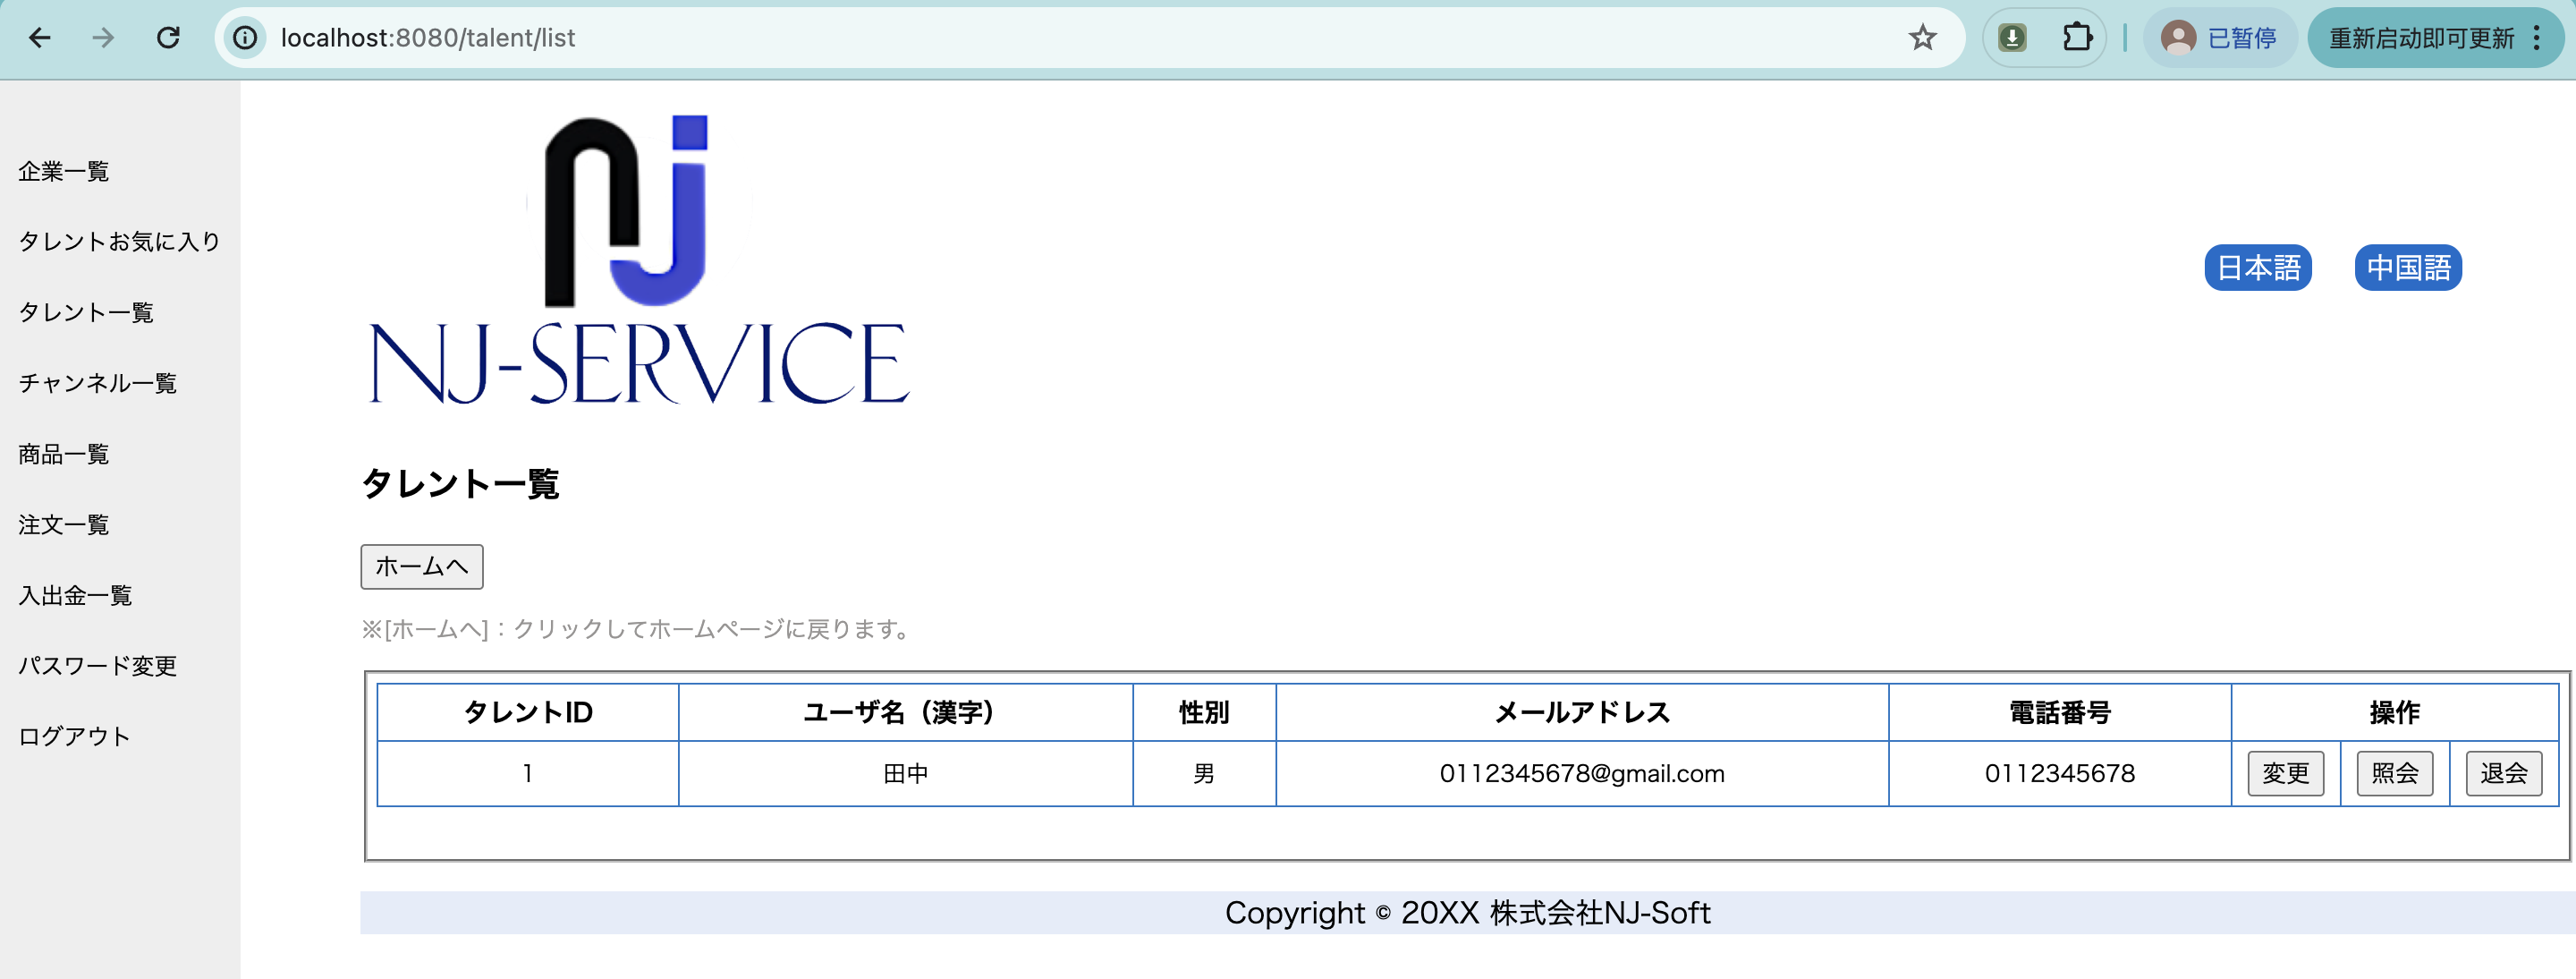 localhost:8080/talent/list
已暂停
重新启动即可更新
企業一覧
タレントお気に入り
タレント一覧
チャンネル一覧
商品一覧
注文一覧
入出金一覧
パスワード変更
ログアウト
nj
NJ-SERVICE
日本語 中国語
タレント一覧
ホームへ
※[ホームへ]：クリックしてホームページに戻ります。
タレントID ユーザ名（漢字） 性別 メールアドレス 電話番号 操作
1 田中 男 0112345678@gmail.com 0112345678 変更 照会 退会
Copyright © 20XX 株式会社NJ-Soft